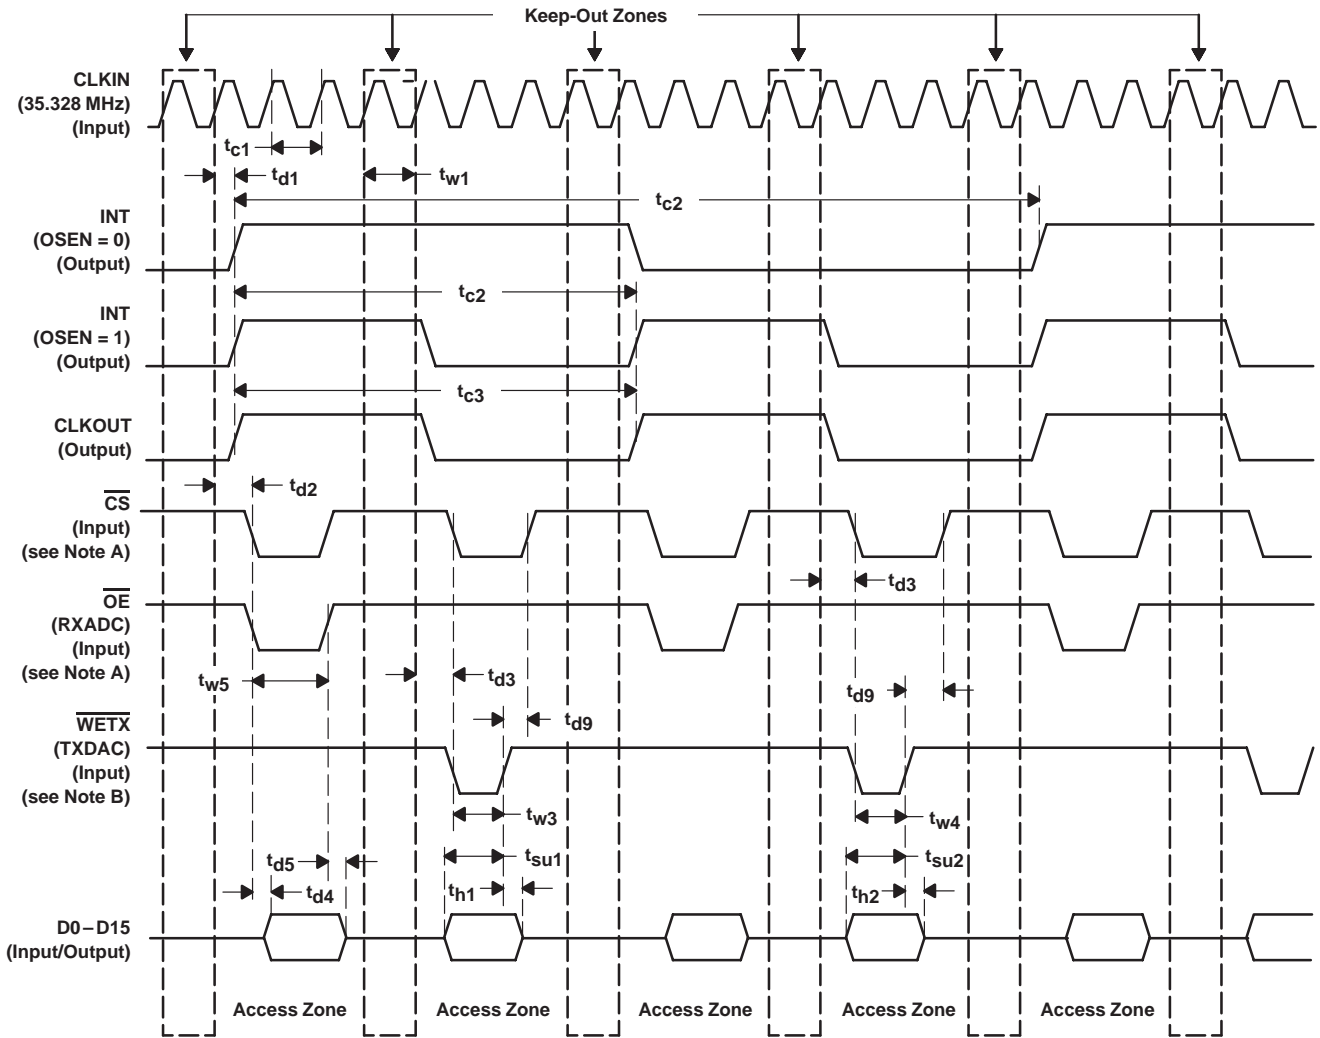 Keep-Out Zones
CLKIN
(35.328 MHz)
(Input)
tc1
td1
tw1
tc2
INT
(OSEN = 0)
(Output)
tc2
INT
(OSEN = 1)
(Output)
tc3
CLKOUT
(Output)
td2
CS
(Input)
(see Note A)
td3
OE
(RXADC)
(Input)
(see Note A)
tw5
td3
td9
td9
WETX
(TXDAC)
(Input)
(see Note B)
tw3
tw4
td5
tsu1
tsu2
td4
th1
th2
D0–D15
(Input/Output)
Access Zone Access Zone Access Zone Access Zone Access Zone